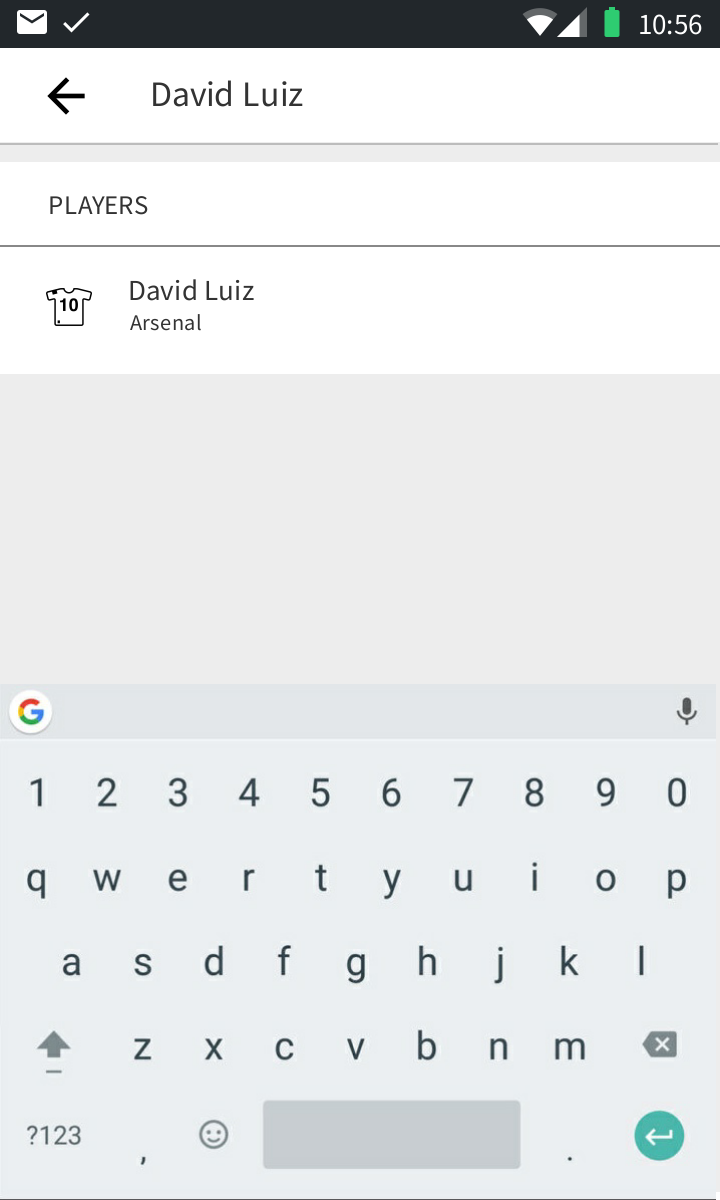 10:56
David Luiz
PLAYERS
10
David Luiz
Arsenal
G
1 2 3 4 5 6 7 8 9 0
q w e r t y u i o p
a s d f g h j k l
z x c v b n m
?123 , .